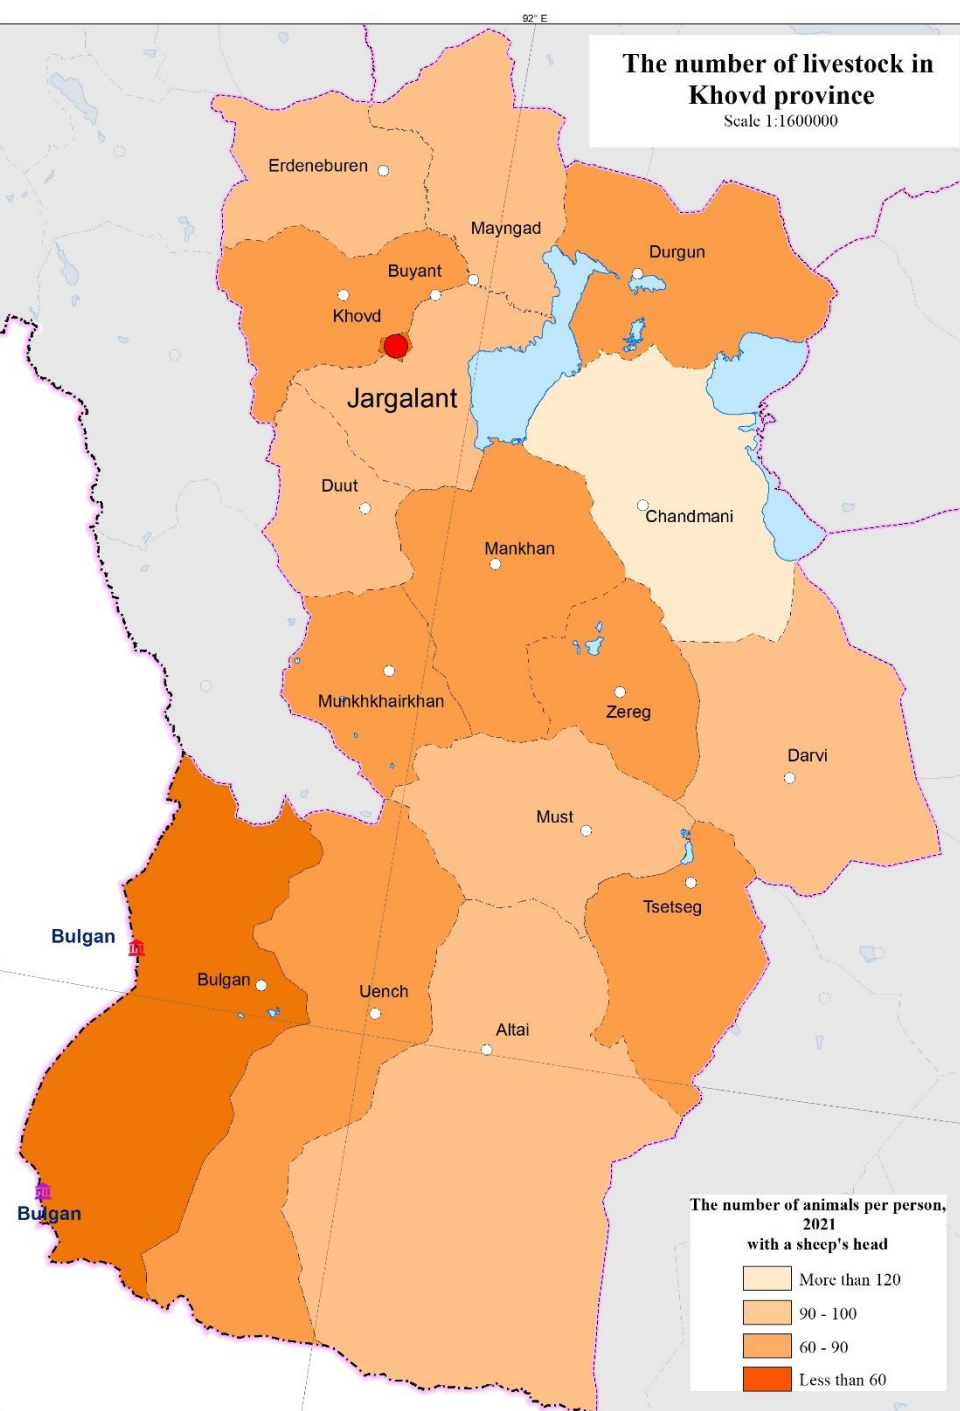 92° E
The number of livestock in
Khovd province
Scale 1:1600000
Erdeneburen
Mayngad
Durgun
Buyant
Khovd
Jargalant
Duut
Chandmani
Mankhan
Munkhkhairkhan
Zereg
Darvi
Must
Tsetseg
Bulgan
Bulgan
Uench
Altai
Bulgan
The number of animals per person,
2021
with a sheep's head
More than 120
90 - 100
60 - 90
Less than 60